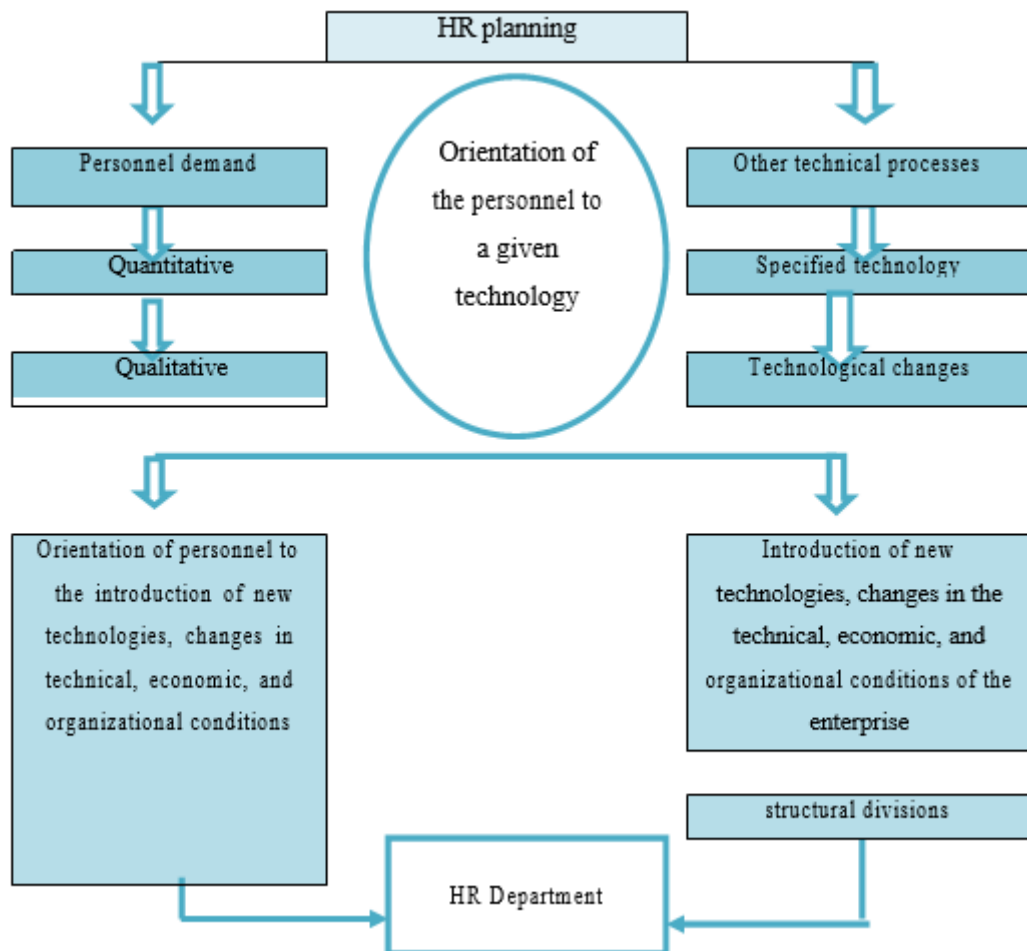 HR planning
Personnel demand
Quantitative
Qualitative
Orientation of
the personnel to
a given
technology
Other technical processes
Specified technology
Technological changes
Orientation of personnel to
the introduction of new
technologies, changes in
technical, economic, and
organizational conditions
Introduction of new
technologies, changes in the
technical, economic, and
organizational conditions of the
enterprise
structural divisions
HR Department